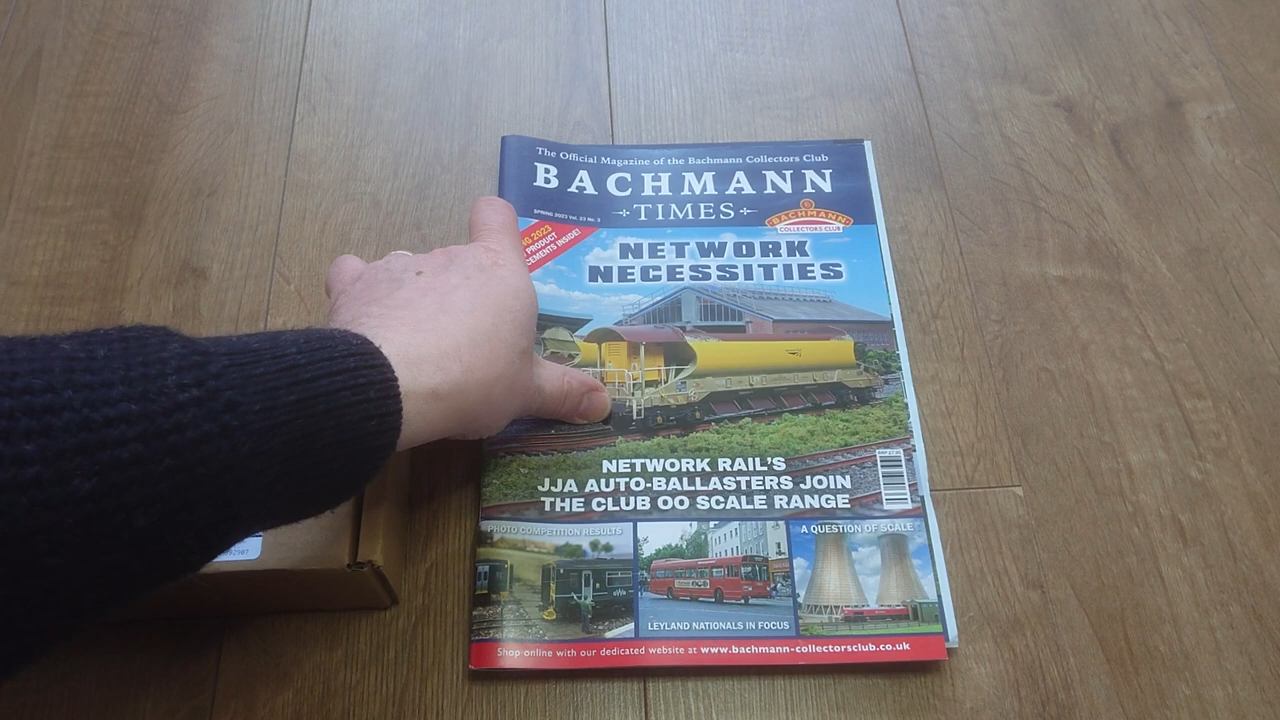 The Official Magazine of the Bachmann Collectors Club
BACHMANN
TIMES
SPRING 2023 Vol. 23 No. 3
BACHMANN
COLLECTORS CLUB
2023
PRODUCT
CEMENTS INSIDE!
NETWORK
NECESSITIES
NETWORK RAIL'S
JJA AUTO-BALLASTERS JOIN
THE CLUB OO SCALE RANGE
PHOTO COMPETITION RESULTS
LEYLAND NATIONALS IN FOCUS
A QUESTION OF SCALE
Shop online with our dedicated website at www.bachmann-collectorsclub.co.uk